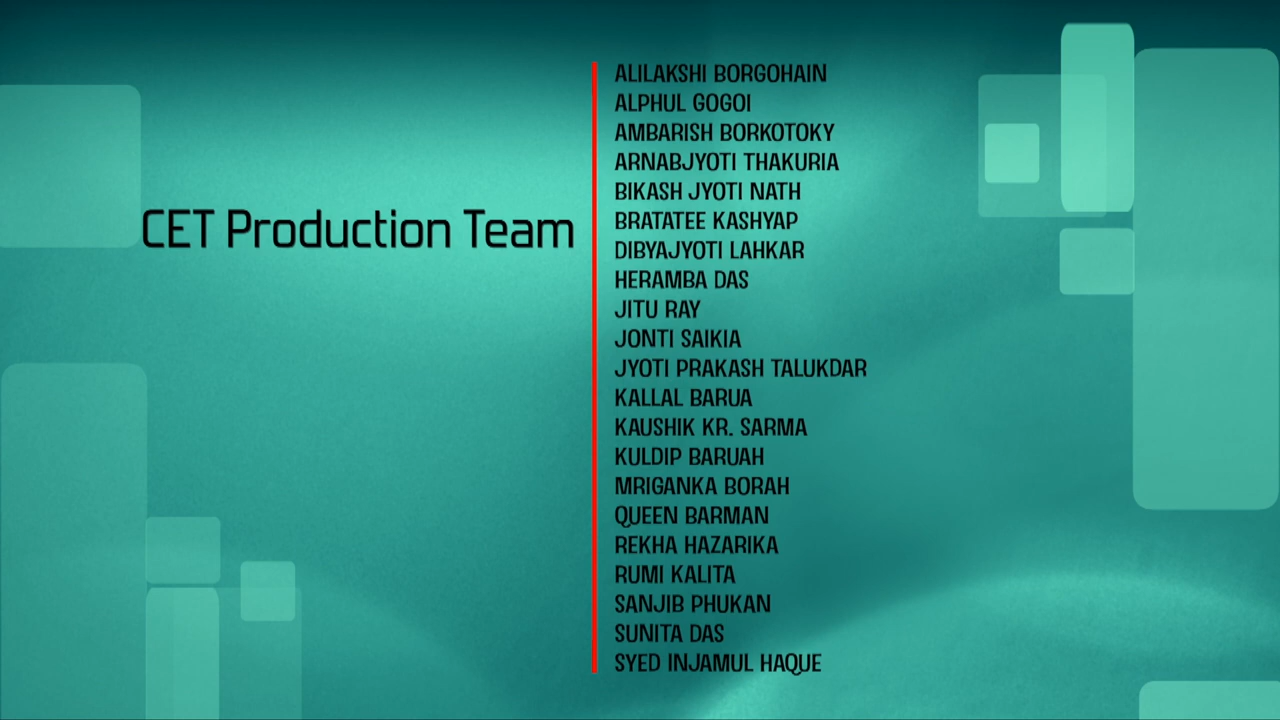 CET Production Team
ALILAKSHI BORGOHAIN
ALPHUL GOGOI
AMBARISH BORKOTOKY
ARNABJYOTI THAKURIA
BIKASH JYOTI NATH
BRATATEE KASHYAP
DIBYAJYOTI LAHKAR
HERAMBA DAS
JITU RAY
JONTI SAIKIA
JYOTI PRAKASH TALUKDAR
KALLAL BARUA
KAUSHIK KR. SARMA
KULDIP BARUAH
MRIGANKA BORAH
QUEEN BARMAN
REKHA HAZARIKA
RUMI KALITA
SANJIB PHUKAN
SUNITA DAS
SYED INJAMUL HAQUE